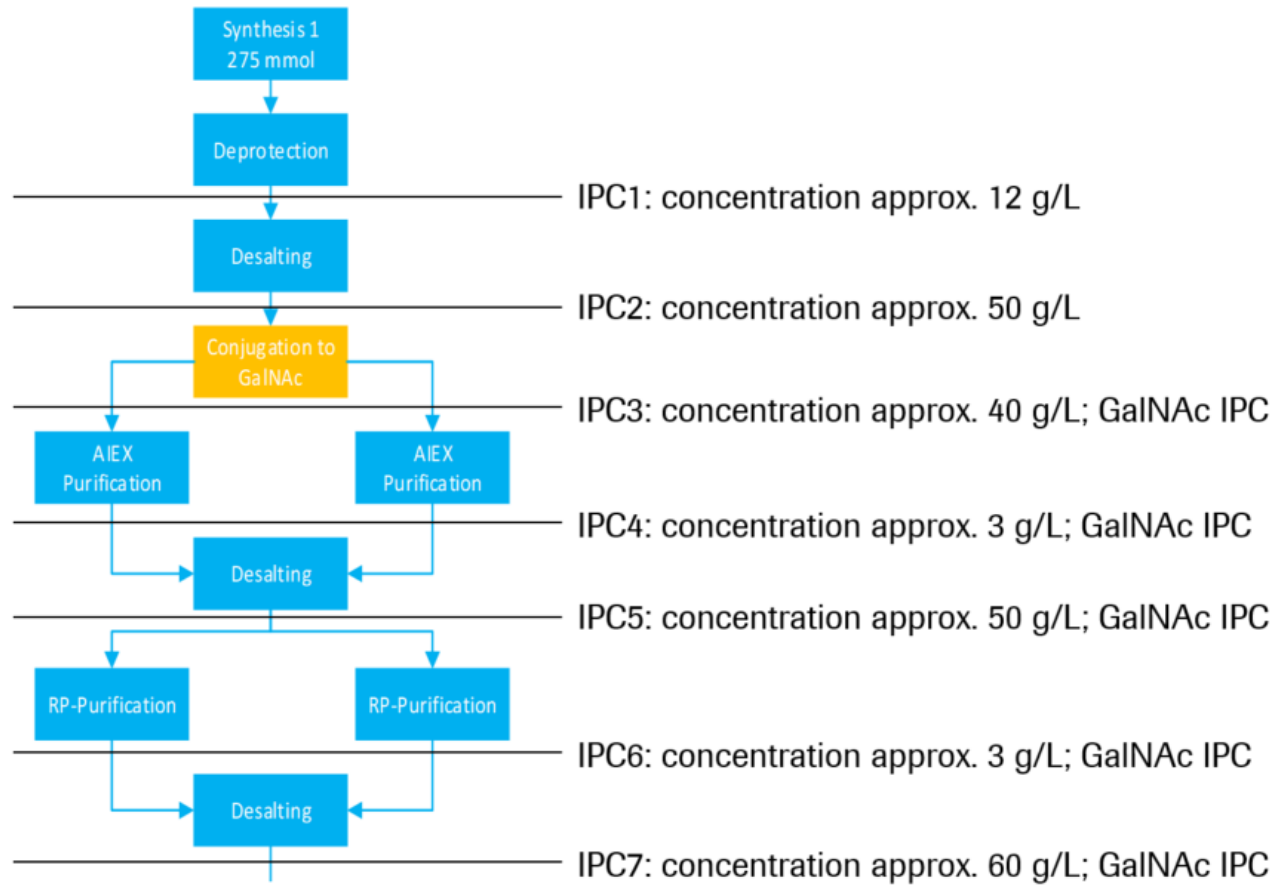 Synthesis 1
275 mmol
Deprotection
IPC1: concentration approx. 12 g/L
Desalting
IPC2: concentration approx. 50 g/L
Conjugation to
GalNAc
IPC3: concentration approx. 40 g/L; GalNAc IPC
AIEX
Purification
AIEX
Purification
IPC4: concentration approx. 3 g/L; GalNAc IPC
Desalting
IPC5: concentration approx. 50 g/L; GalNAc IPC
RP-Purification
RP-Purification
IPC6: concentration approx. 3 g/L; GalNAc IPC
Desalting
IPC7: concentration approx. 60 g/L; GalNAc IPC